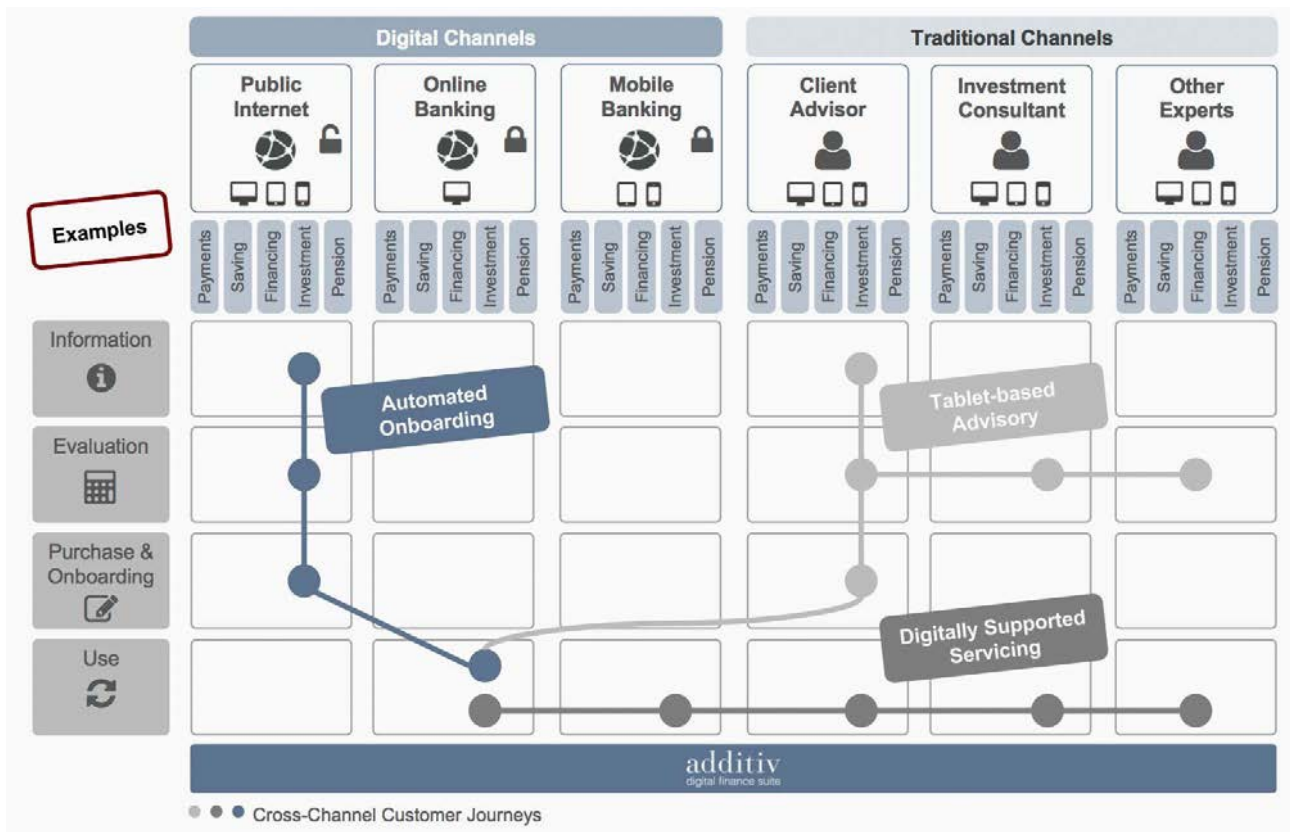 Digital Channels
Traditional Channels
Public
Internet
Online
Banking
Mobile
Banking
Client
Advisor
Investment
Consultant
Other
Experts
Examples
Payments
Saving
Financing
Investment
Pension
Payments
Saving
Financing
Investment
Pension
Payments
Saving
Financing
Investment
Pension
Payments
Saving
Financing
Investment
Pension
Payments
Saving
Financing
Investment
Pension
Payments
Saving
Financing
Investment
Pension
Information
Automated
Onboarding
Tablet-based
Advisory
Evaluation
Purchase &
Onboarding
Digitally Supported
Servicing
Use
additiv
digital finance suite
Cross-Channel Customer Journeys